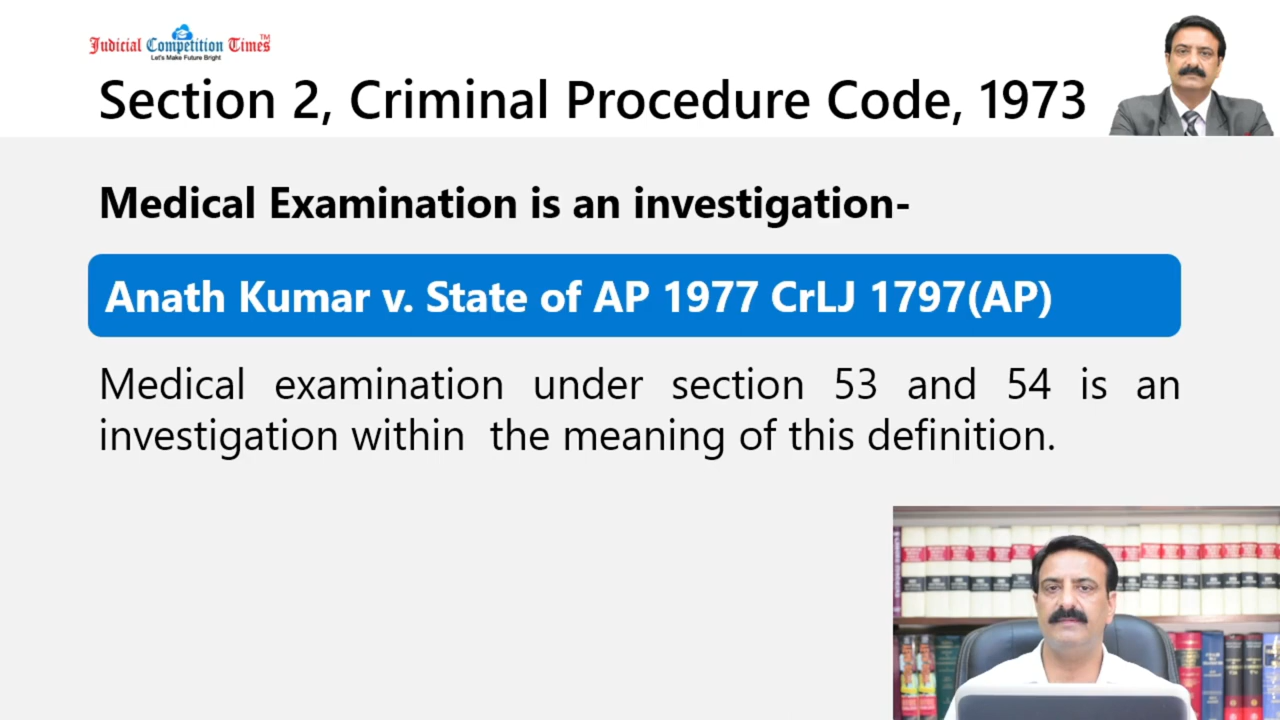 Judicial Competition Times™
Let's Make Future Bright
Section 2, Criminal Procedure Code, 1973
Medical Examination is an investigation-
Anath Kumar v. State of AP 1977 CrLJ 1797(AP)
Medical examination under section 53 and 54 is an
investigation within the meaning of this definition.